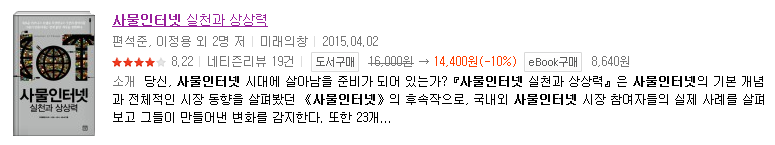 사물인터넷 실천과 상상력
편석준, 이정용 외 2명 저 | 미래의창 | 2015.04.02
8.22 | 네티즌리뷰 19건 | 도서구매 16,000원 → 14,400원(-10%) eBook구매 8,640원
소개 당신, 사물인터넷 시대에 살아남을 준비가 되어 있는가? 『사물인터넷 실천과 상상력』은 사물인터넷의 기본 개념
과 전체적인 시장 동향을 살펴봤던 《사물인터넷》의 후속작으로, 국내외 사물인터넷 시장 참여자들의 실제 사례를 살펴
보고 그들이 만들어낸 변화를 감지한다. 또한 23개...
IoT
사물인터넷
실천과 상상력